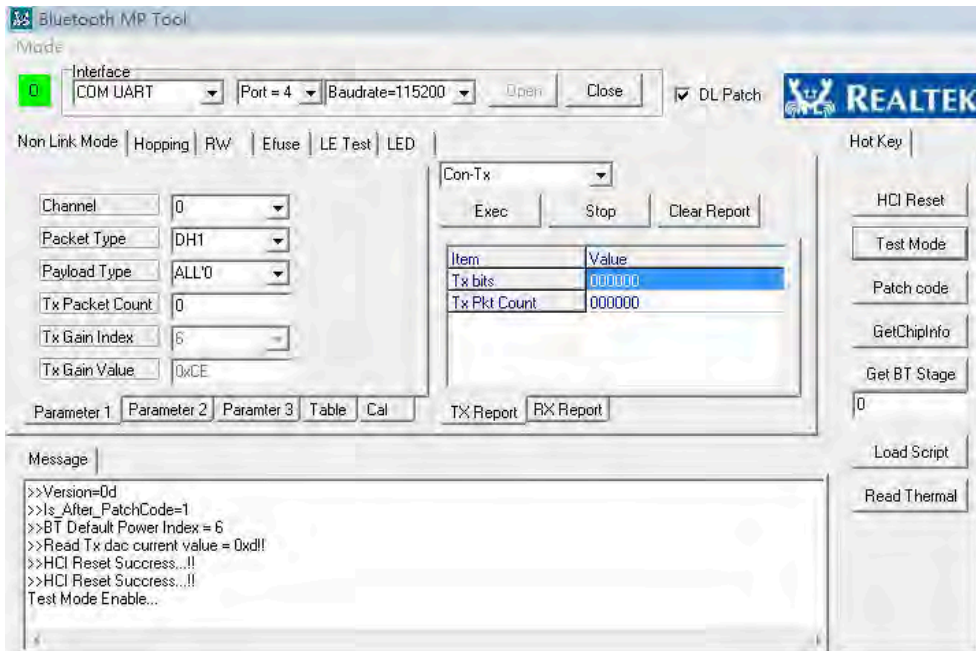 Bluetooth MP Tool
Mode
0
Interface
COM UART
Port = 4
Baudrate=115200
Open
Close
DL Patch
REALTEK
Non Link Mode
Hopping
RW
Efuse
LE Test
LED
Hot Key
Channel
0
Packet Type
DH1
Payload Type
ALL'0
Tx Packet Count
0
Tx Gain Index
6
Tx Gain Value
0xCE
Parameter 1
Parameter 2
Paramter 3
Table
Cal
Con-Tx
Exec
Stop
Clear Report
Item Value
Tx bits 000000
Tx Pkt Count 000000
TX Report
RX Report
HCI Reset
Test Mode
Patch code
GetChipInfo
Get BT Stage
0
Load Script
Read Thermal
Message
>>Version=0d
>>Is_After_PatchCode=1
>>BT Default Power Index = 6
>>Read Tx dac current value = 0xd!!
>>HCI Reset Succress...!!
>>HCI Reset Succress...!!
Test Mode Enable...